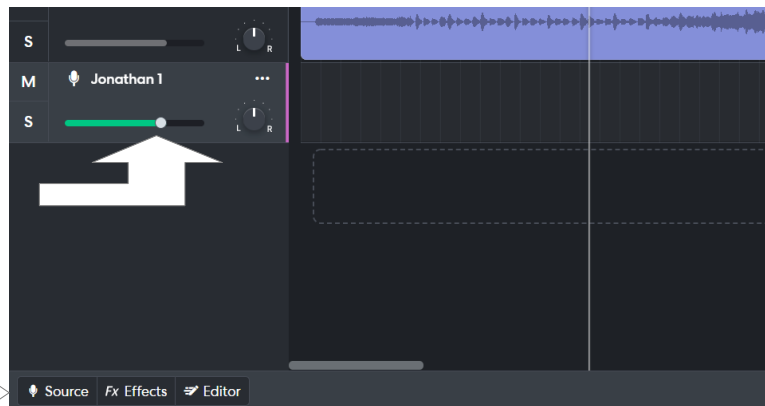 S
L R
M Jonathan 1 •••
S
L R
Source Fx Effects Editor